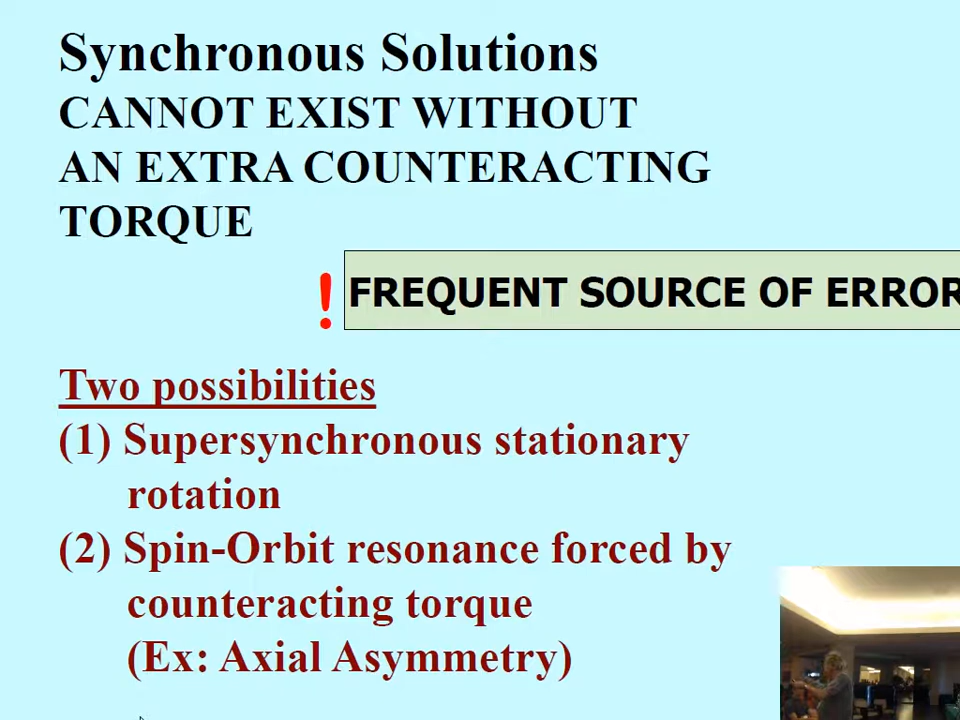 Synchronous Solutions
CANNOT EXIST WITHOUT
AN EXTRA COUNTERACTING
TORQUE
! FREQUENT SOURCE OF ERROR
Two possibilities
(1) Supersynchronous stationary
rotation
(2) Spin-Orbit resonance forced by
counteracting torque
(Ex: Axial Asymmetry)